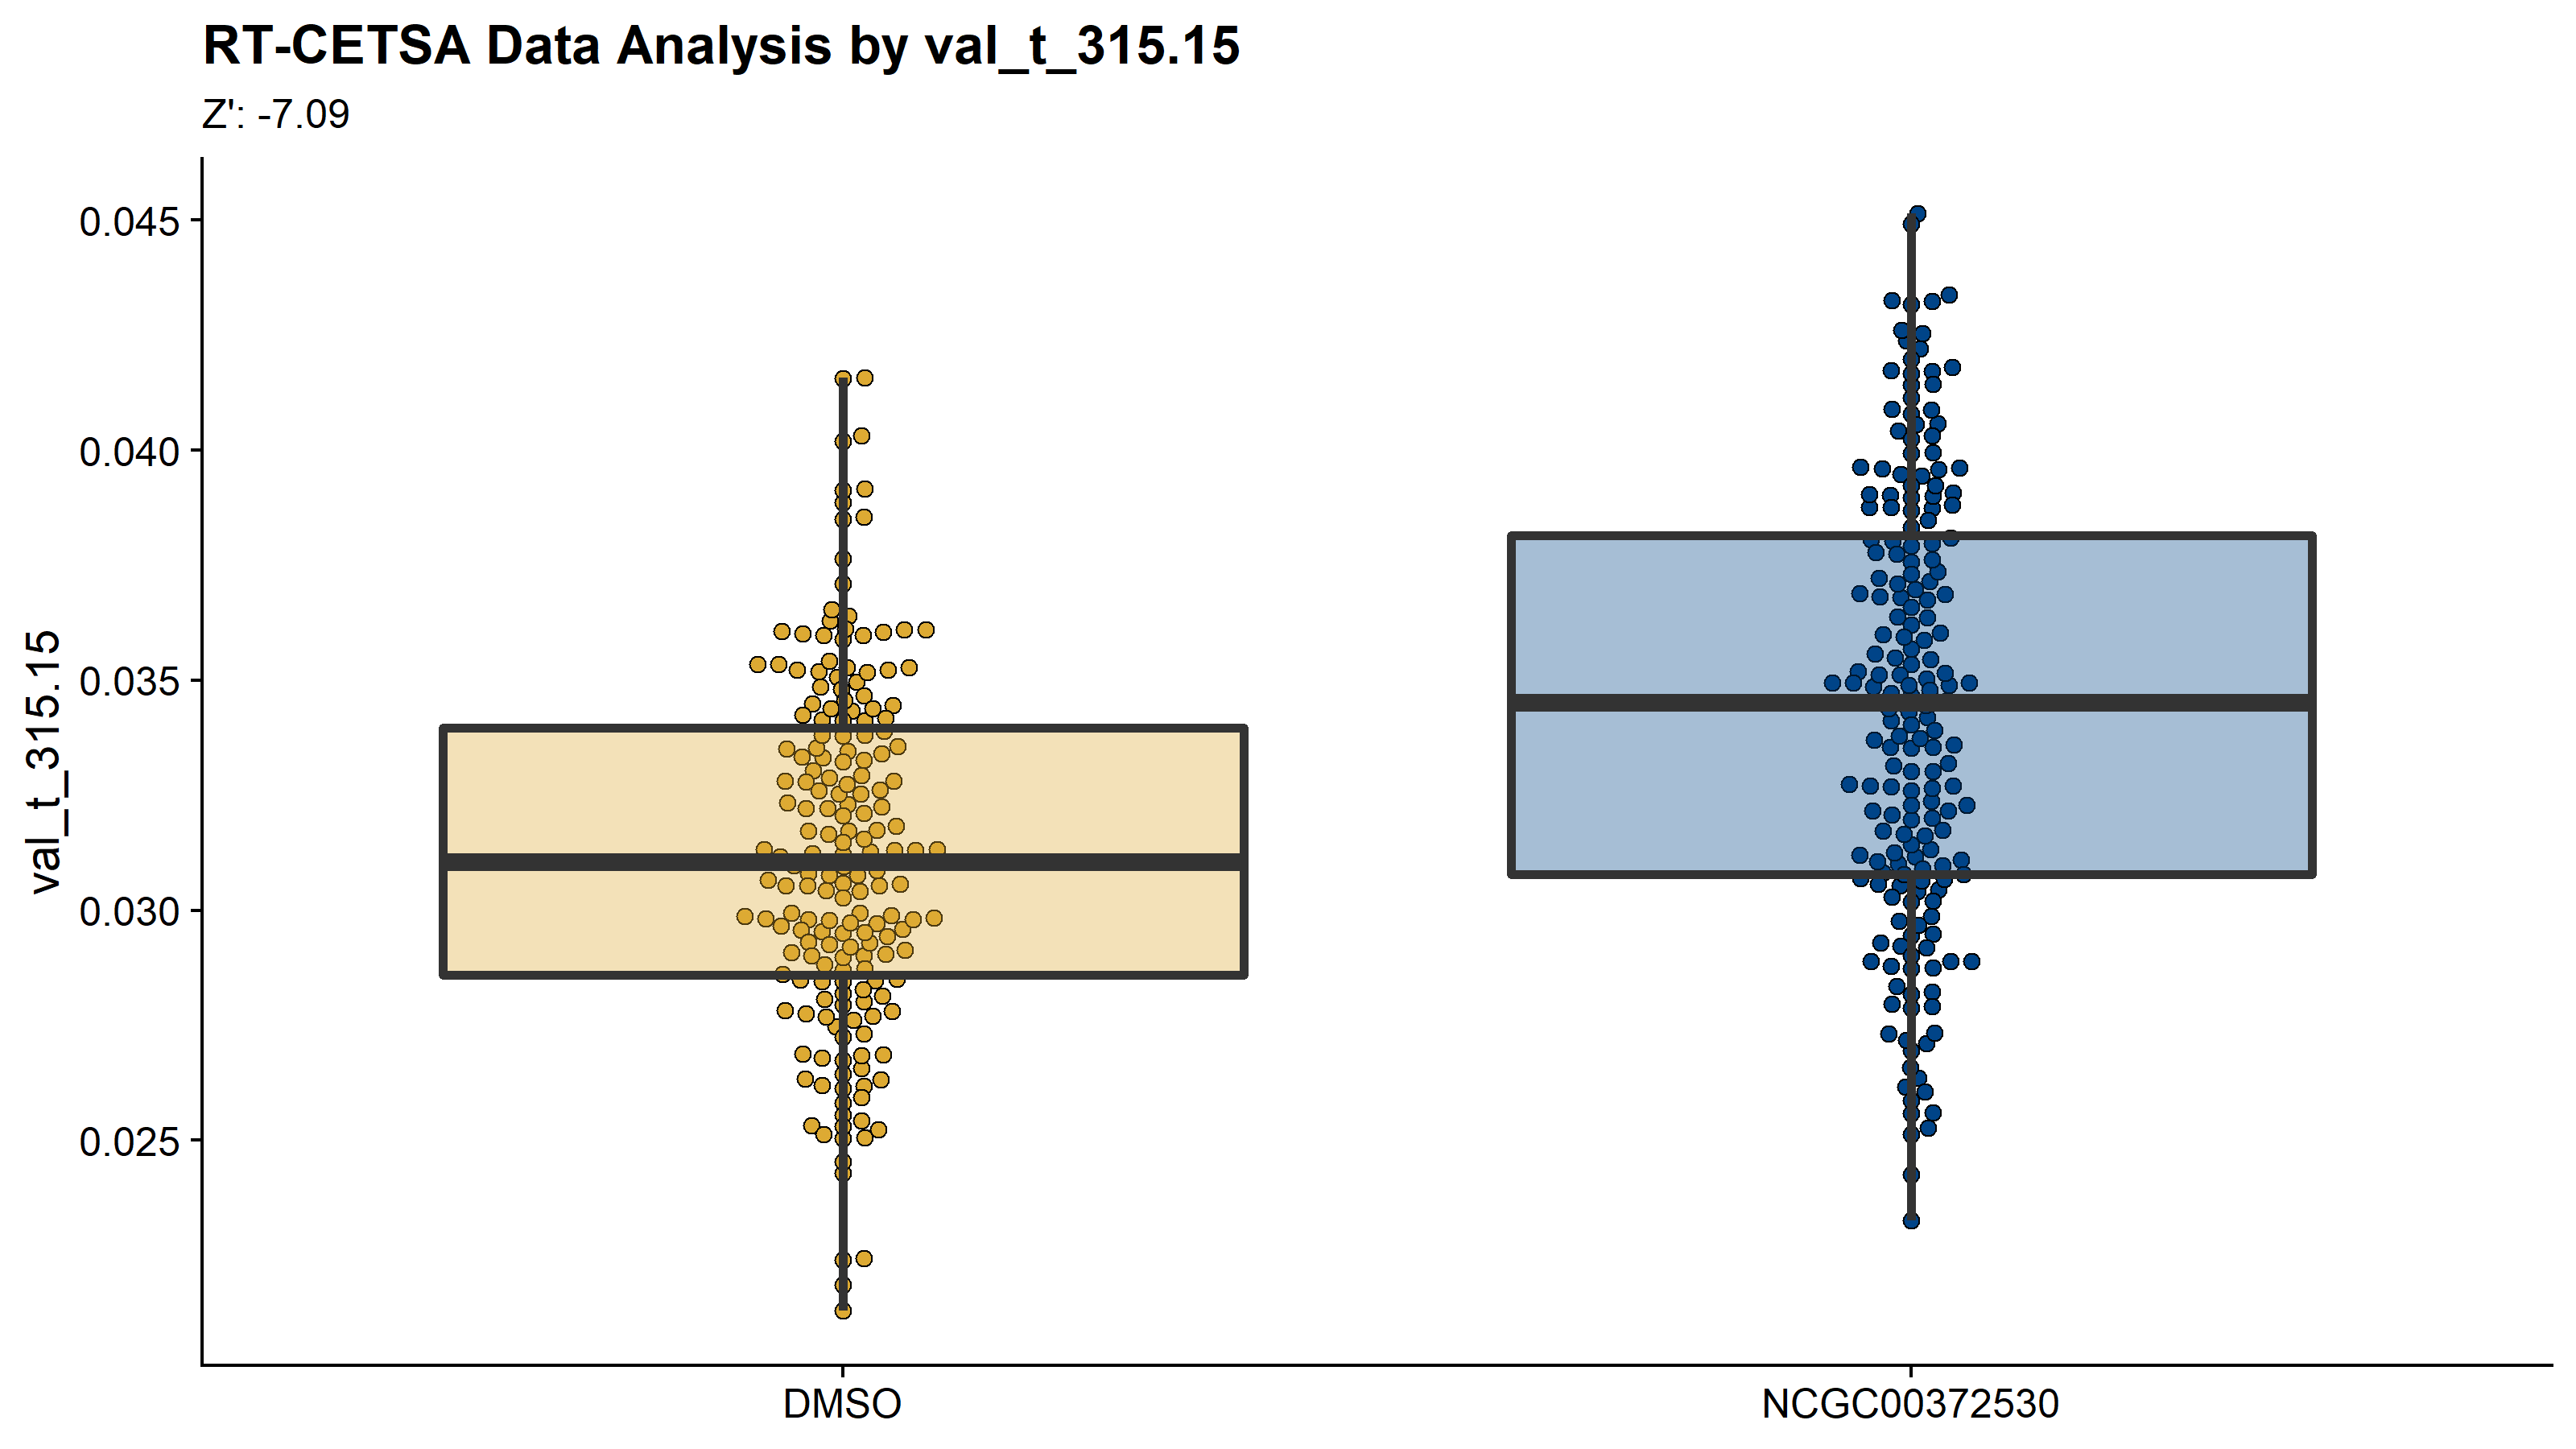 RT-CETSA Data Analysis by val_t_315.15
Z': -7.09
val_t_315.15
0.045
0.040
0.035
0.030
0.025
DMSO
NCGC00372530